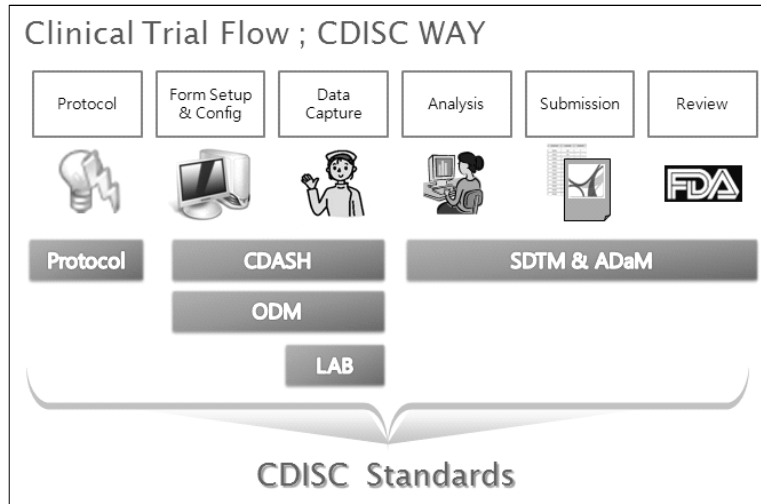 Clinical Trial Flow ; CDISC WAY
Protocol
Form Setup
& Config
Data
Capture
Analysis
Submission
Review
FDA
Protocol
CDASH
SDTM & ADaM
ODM
LAB
CDISC Standards